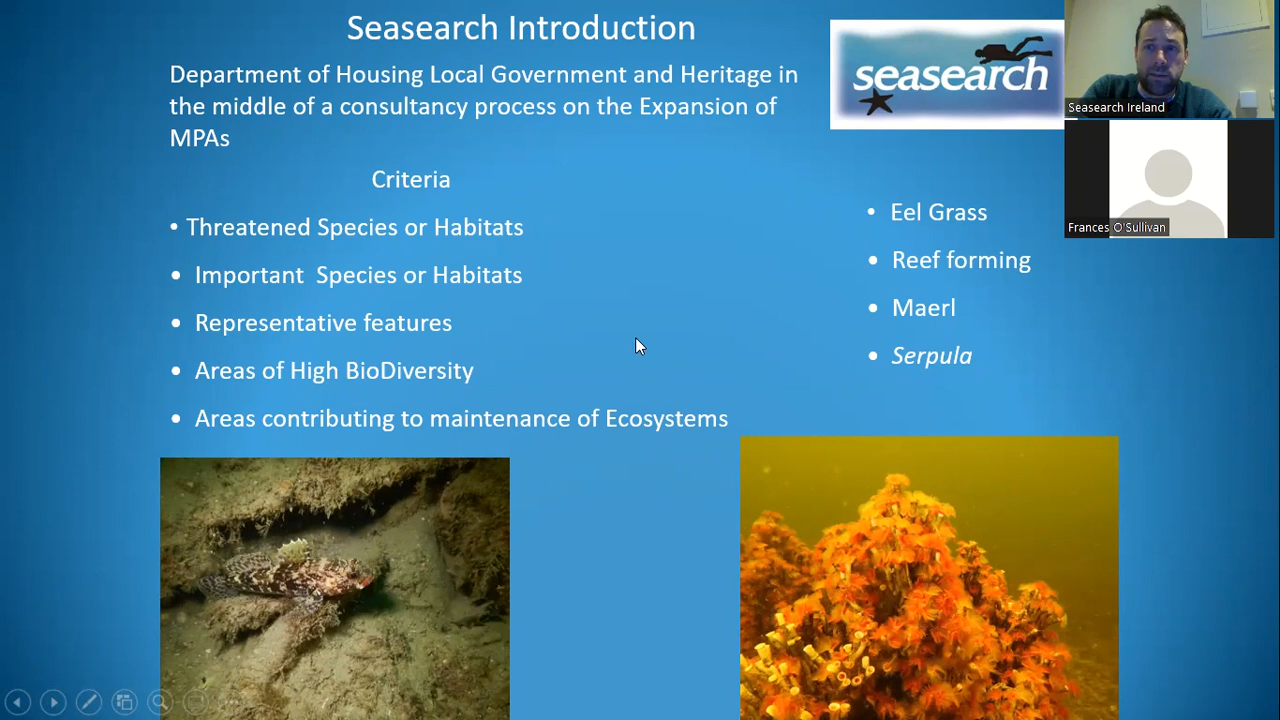 Seasearch Introduction
Department of Housing Local Government and Heritage in
the middle of a consultancy process on the Expansion of
MPAs
Criteria
• Threatened Species or Habitats
• Important Species or Habitats
• Representative features
• Areas of High BioDiversity
• Areas contributing to maintenance of Ecosystems
seasearch
• Eel Grass
• Reef forming
• Maerl
• Serpula
Seasearch Ireland
Frances O'Sullivan